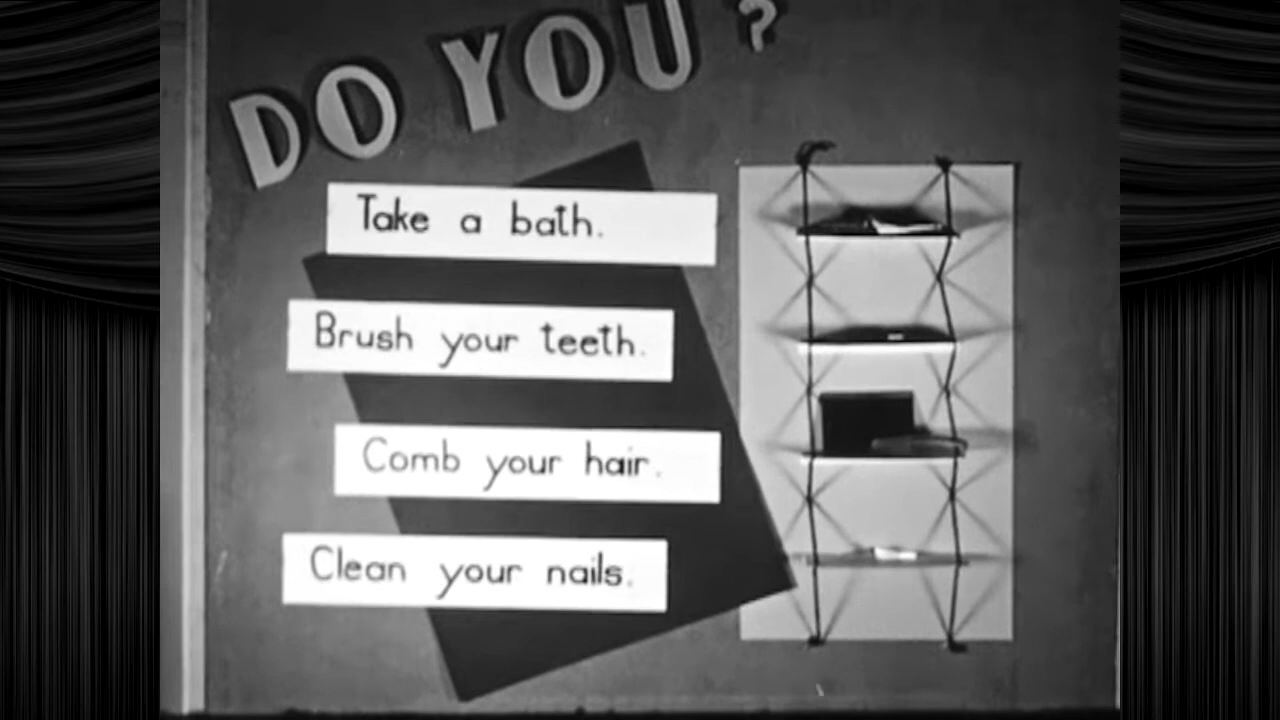 DO YOU?
Take a bath.
Brush your teeth.
Comb your hair.
Clean your nails.